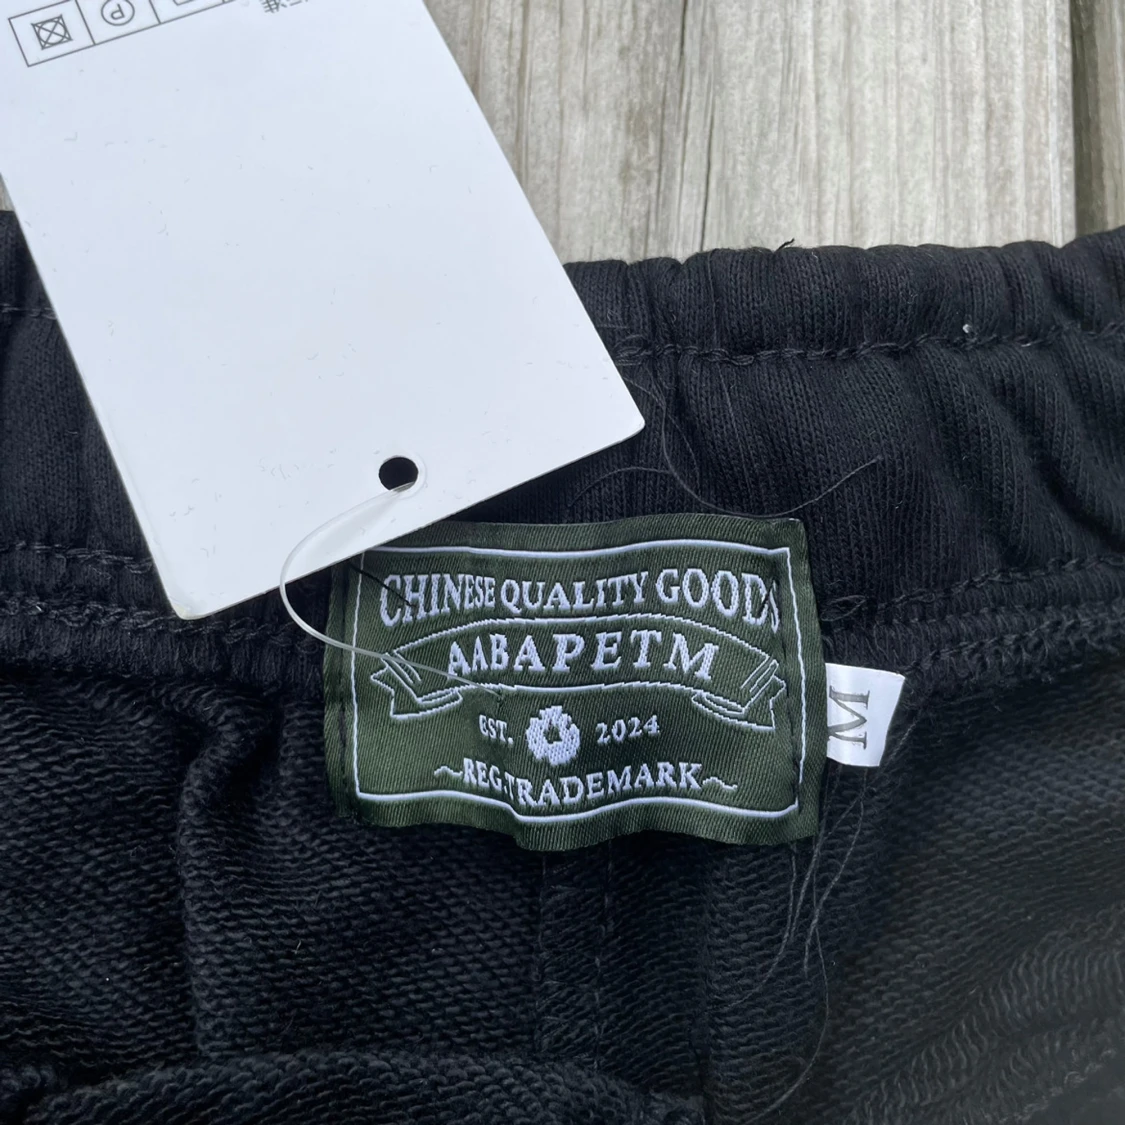 P
CHINESE QUALITY GOODS
AABAPETM
EST. 2024
~REG.TRADEMARK~
M